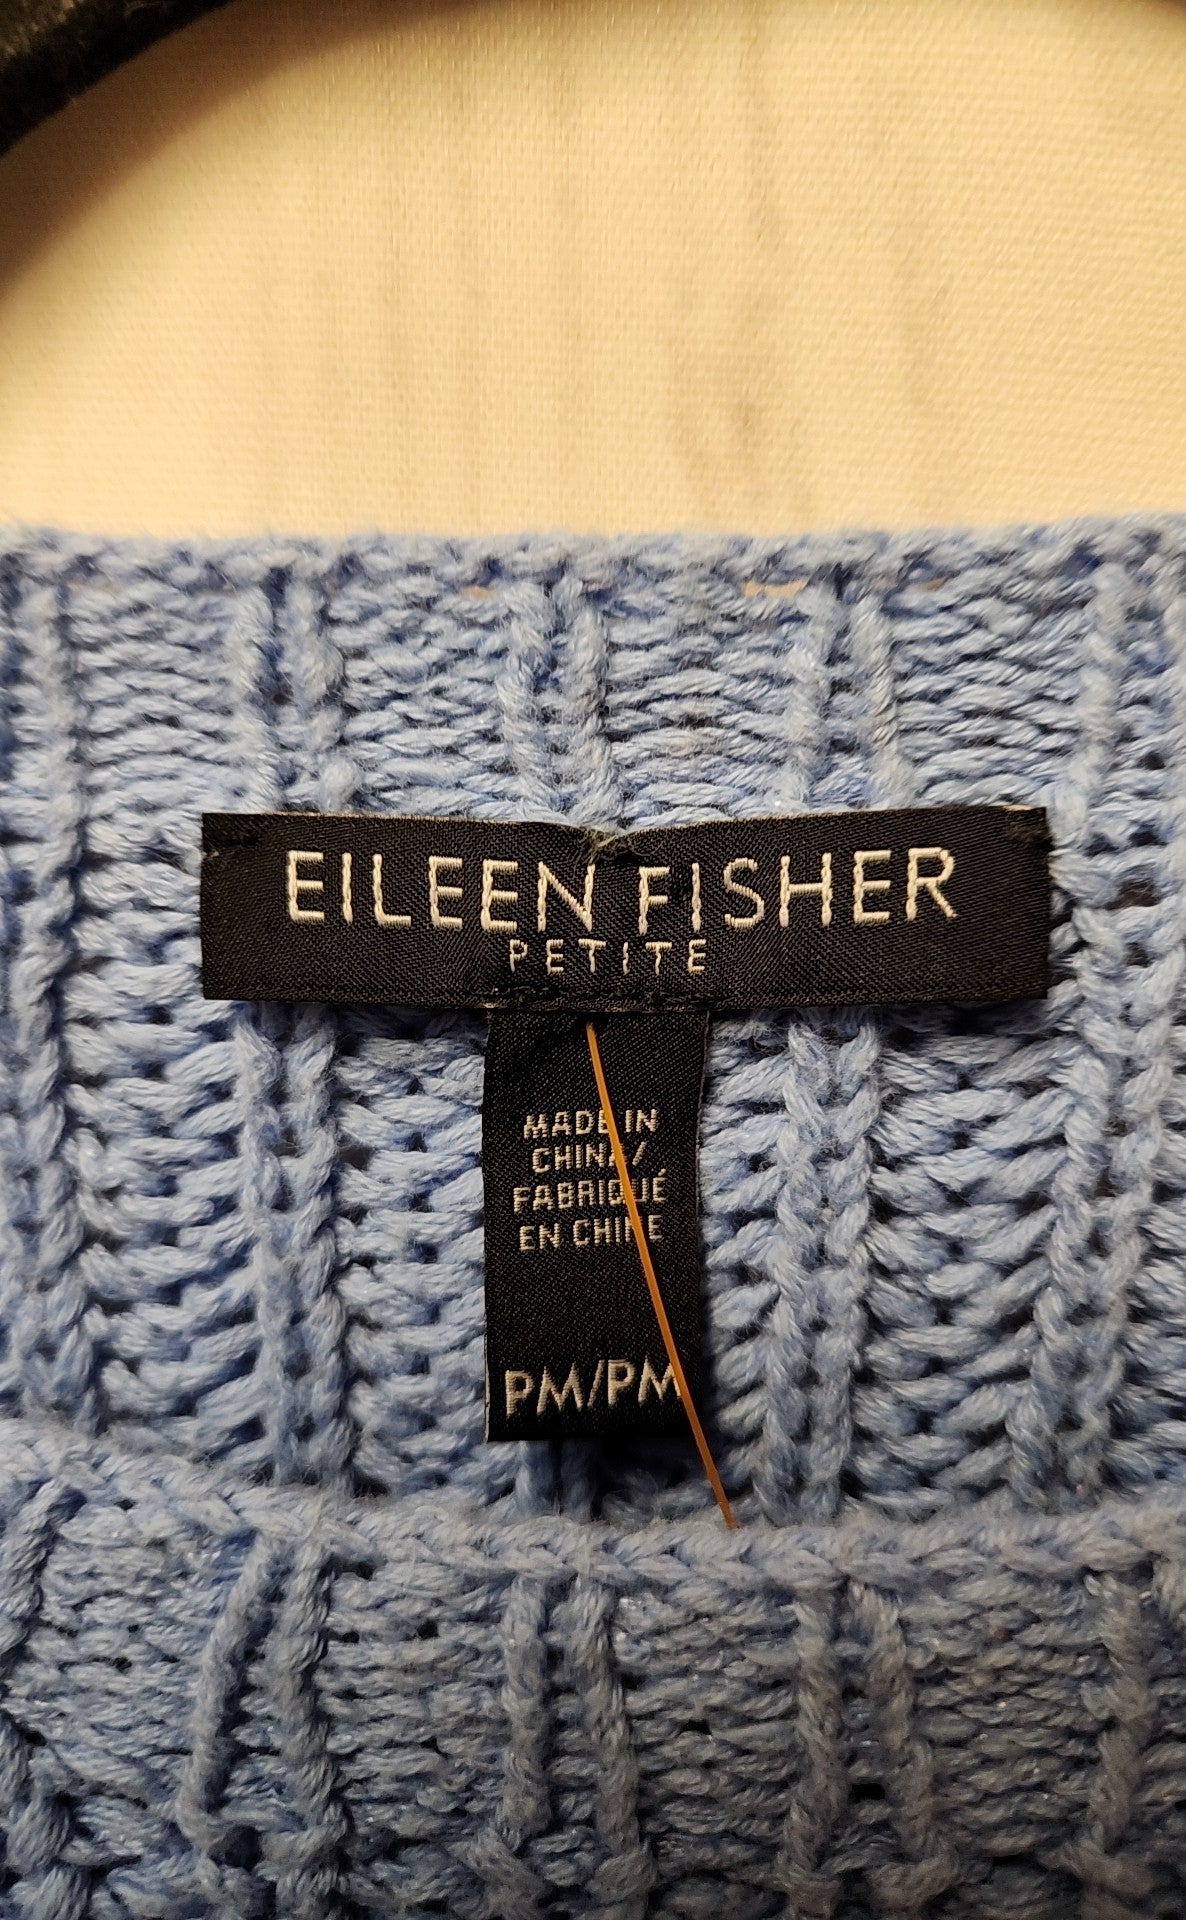 EILEEN FISHER
PETITE
MADE IN
CHINA/
FABRIQUÉ
EN CHINE
PM/PM